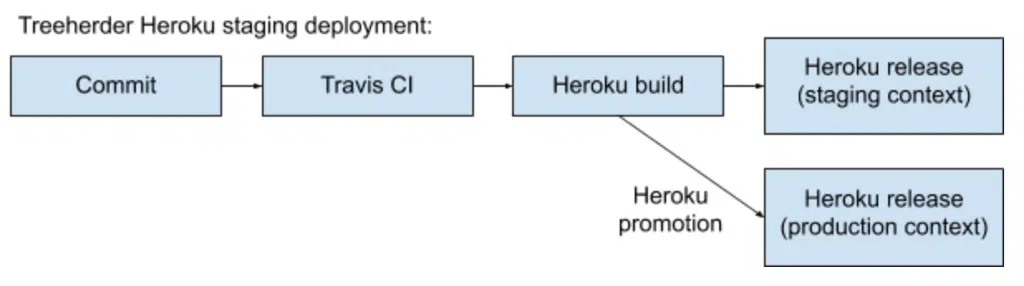 Treeherder Heroku staging deployment:
Commit
Travis CI
Heroku build
Heroku release
(staging context)
Heroku
promotion
Heroku release
(production context)